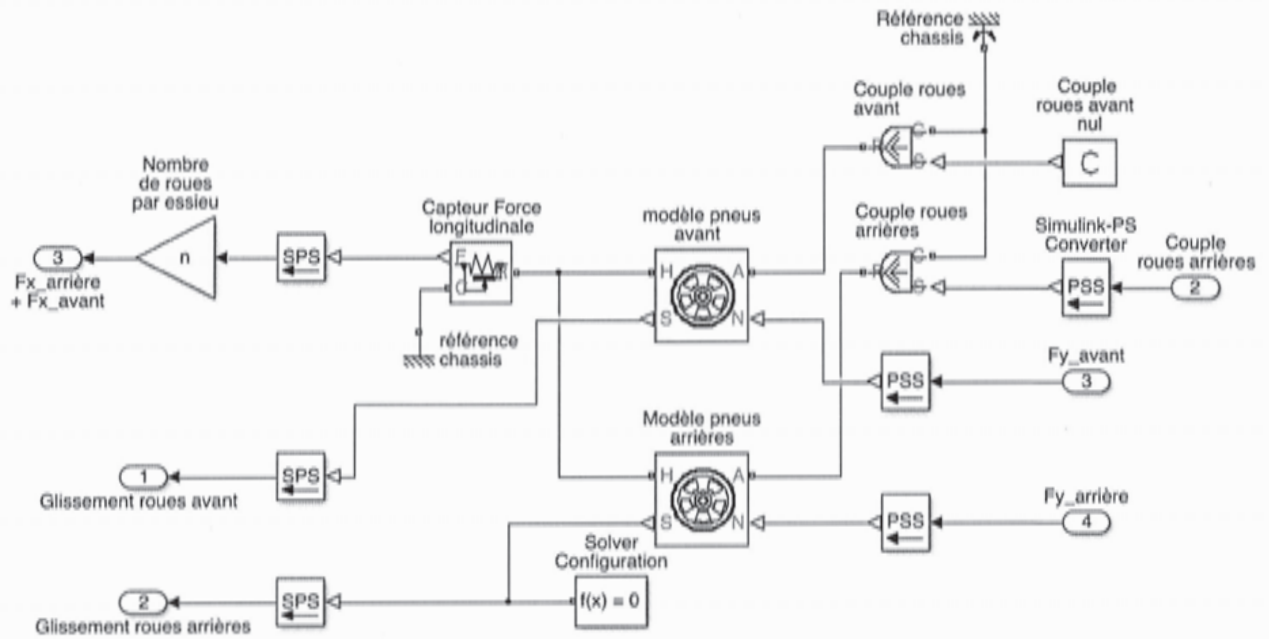 Référence
chassis
Couple roues
avant
Couple
roues avant
nul
C
S
R
C
Nombre
de roues
par essieu
n
Capteur Force
longitudinale
F
R
C
modèle pneus
avant
H
A
S
N
Couple roues
arrières
C
S
R
Simulink-PS
Converter
PSS
Couple
roues arrières
2
3
Fx_arrière
+ Fx_avant
SPS
référence
chassis
PSS
Fy_avant
3
Modèle pneus
arrières
H
A
S
N
1
Glissement roues avant
SPS
PSS
Fy_arrière
4
Solver
Configuration
f(x) = 0
2
Glissement roues arrières
SPS